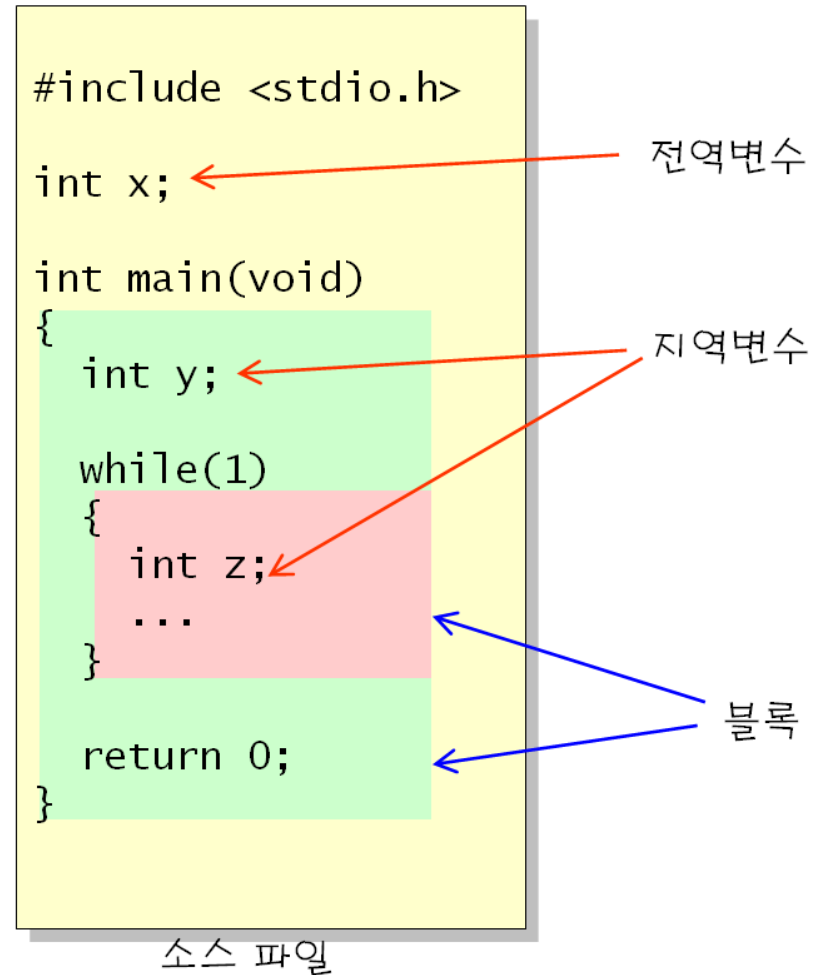 #include <stdio.h>
int x;
전역변수
int main(void)
{
int y;
지역변수
while(1)
{
int z;
...
}
블록
return 0;
}
소스 파일